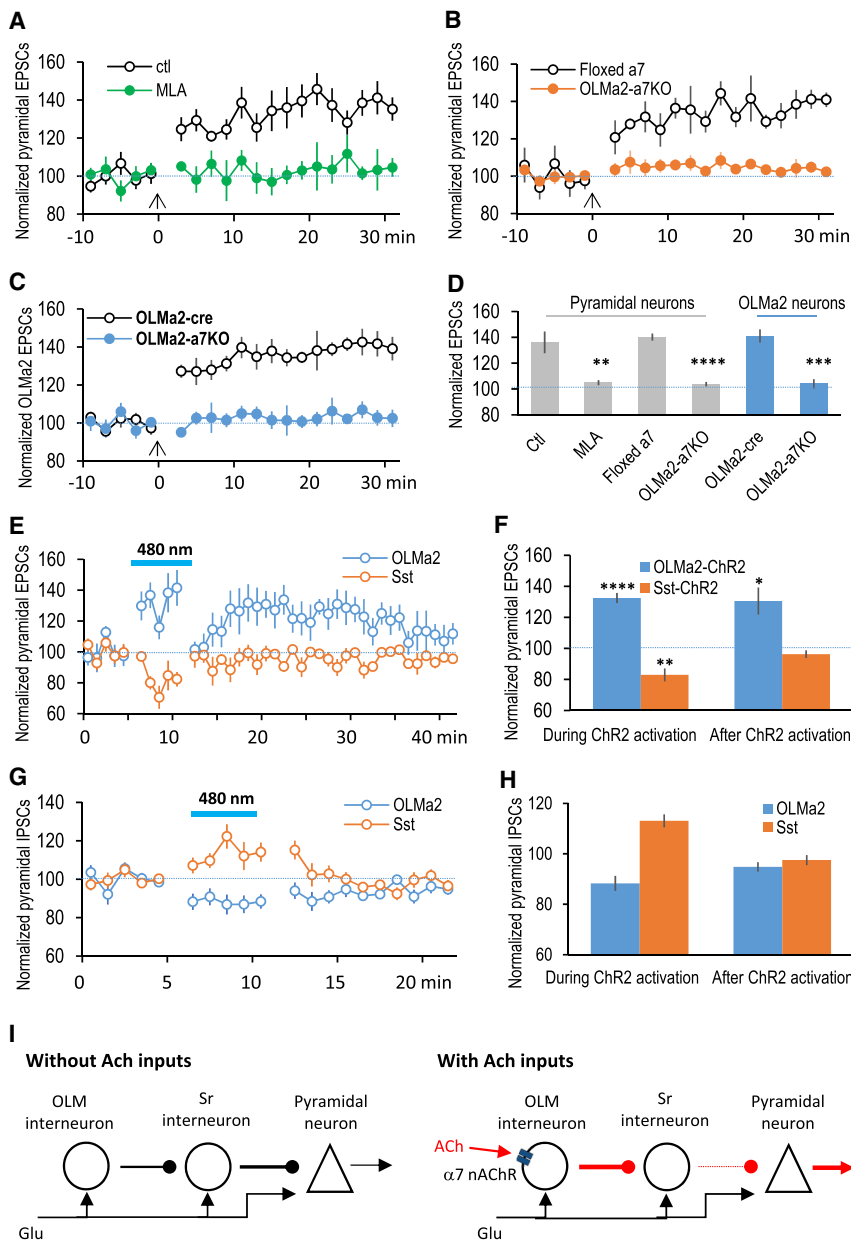 A
Normalized pyramidal EPSCs
160
140
120
100
80
ctl
MLA
-10
0
10
20
30 min
B
Normalized pyramidal EPSCs
160
140
120
100
80
Floxed a7
OLMa2-a7KO
-10
0
10
20
30 min
C
Normalized OLMa2 EPSCs
160
140
120
100
80
OLMa2-cre
OLMa2-a7KO
-10
0
10
20
30 min
D
Normalized EPSCs
160
140
120
100
80
Pyramidal neurons
OLMa2 neurons
**
****
***
Ctl
MLA
Floxed a7
OLMa2-a7KO
OLMa2-cre
OLMa2-a7KO
E
Normalized pyramidal EPSCs
160
140
120
100
80
60
480 nm
OLMa2
Sst
0
10
20
30
40 min
F
Normalized pyramidal EPSCs
160
140
120
100
80
60
OLMa2-ChR2
Sst-ChR2
****
**
*
During ChR2 activation
After ChR2 activation
G
Normalized pyramidal IPSCs
140
120
100
80
60
480 nm
OLMa2
Sst
0
5
10
15
20 min
H
Normalized pyramidal IPSCs
120
100
80
60
OLMa2
Sst
During ChR2 activation
After ChR2 activation
I
Without Ach inputs
OLM
interneuron
Sr
interneuron
Pyramidal
neuron
Glu
With Ach inputs
OLM
interneuron
Sr
interneuron
Pyramidal
neuron
ACh
α7 nAChR
Glu